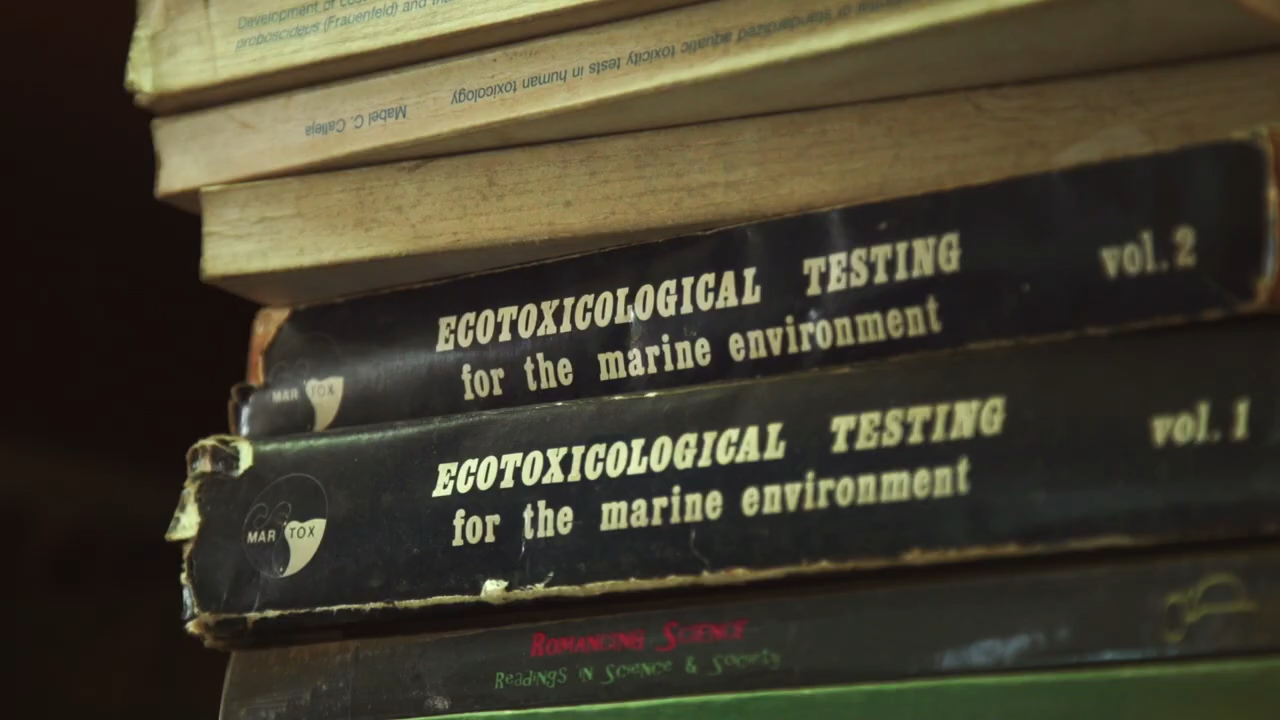 Development of
proboscideus (Frauenfeld) and
of standardized aquatic toxicity tests in human toxicology
Mabel C. Calleja
ECOTOXICOLOGICAL TESTING
for the marine environment
vol. 2
MAR TOX
ECOTOXICOLOGICAL TESTING
for the marine environment
vol. 1
MAR TOX
ROMANCING SCIENCE
READINGS IN SCIENCE & SOCIETY